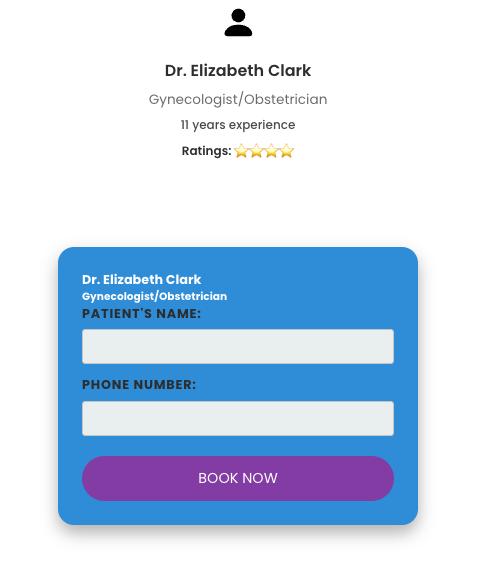 Dr. Elizabeth Clark
Gynecologist/Obstetrician
11 years experience
Ratings: ⭐⭐⭐⭐
Dr. Elizabeth Clark
Gynecologist/Obstetrician
PATIENT'S NAME:
PHONE NUMBER:
BOOK NOW